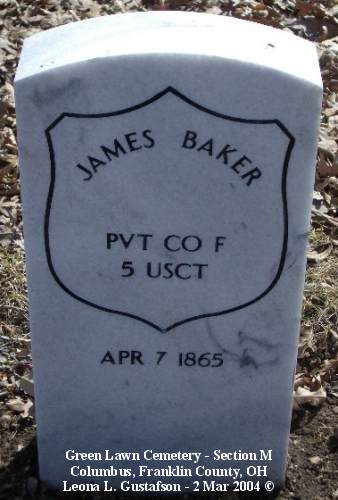 JAMES BAKER
PVT CO F
5 USCT
APR 7 1865
Green Lawn Cemetery - Section M
Columbus, Franklin County, OH
Leona L. Gustafson - 2 Mar 2004 ©